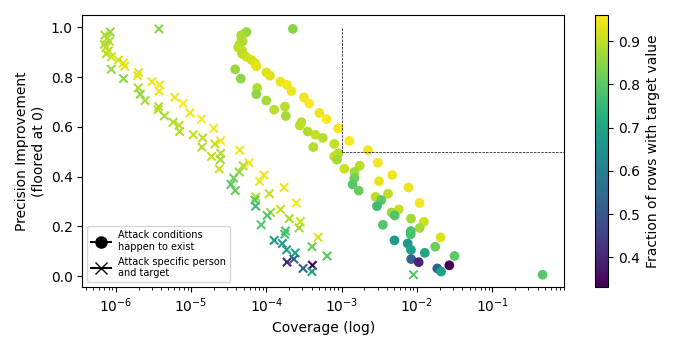 1.0
0.8
0.6
0.4
0.2
0.0
Precision Improvement
(floored at 0)
Attack conditions
happen to exist
Attack specific person
and target
10⁻⁶ 10⁻⁵ 10⁻⁴ 10⁻³ 10⁻² 10⁻¹
Coverage (log)
0.9
0.8
0.7
0.6
0.5
0.4
Fraction of rows with target value